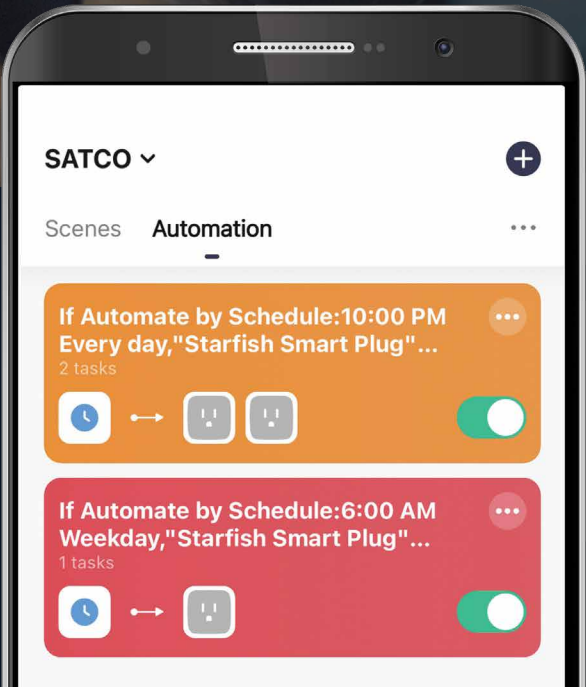 SATCO
Scenes Automation
If Automate by Schedule:10:00 PM
Every day,"Starfish Smart Plug"...
2 tasks
If Automate by Schedule:6:00 AM
Weekday,"Starfish Smart Plug"...
1 tasks